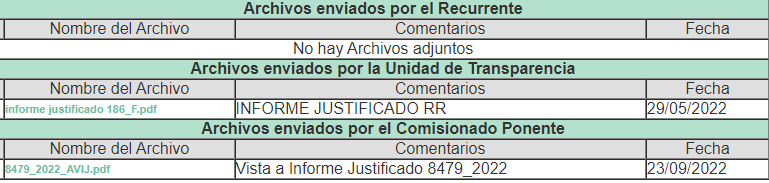 Archivos enviados por el Recurrente
Nombre del Archivo Comentarios Fecha
No hay Archivos adjuntos
Archivos enviados por la Unidad de Transparencia
Nombre del Archivo Comentarios Fecha
informe justificado 186_F.pdf INFORME JUSTIFICADO RR 29/05/2022
Archivos enviados por el Comisionado Ponente
Nombre del Archivo Comentarios Fecha
8479_2022_AVIJ.pdf Vista a Informe Justificado 8479_2022 23/09/2022